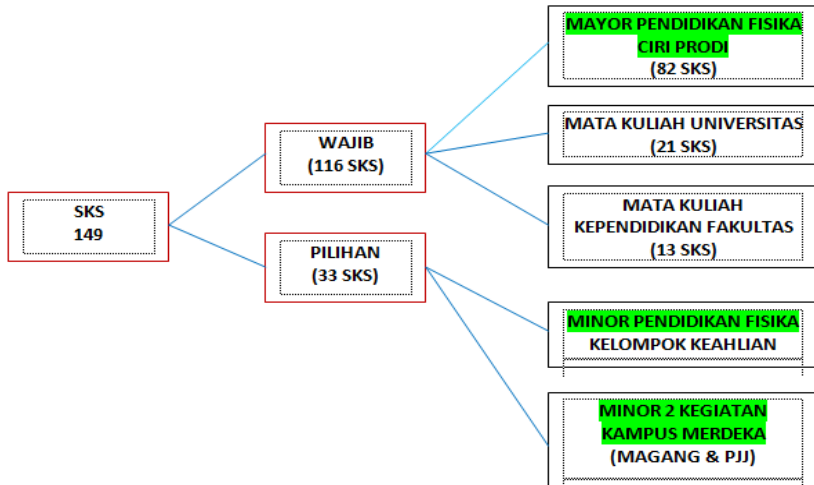 SKS
149
WAJIB
(116 SKS)
PILIHAN
(33 SKS)
MAYOR PENDIDIKAN FISIKA
CIRI PRODI
(82 SKS)
MATA KULIAH UNIVERSITAS
(21 SKS)
MATA KULIAH
KEPENDIDIKAN FAKULTAS
(13 SKS)
MINOR PENDIDIKAN FISIKA
KELOMPOK KEAHLIAN
MINOR 2 KEGIATAN
KAMPUS MERDEKA
(MAGANG & PJJ)